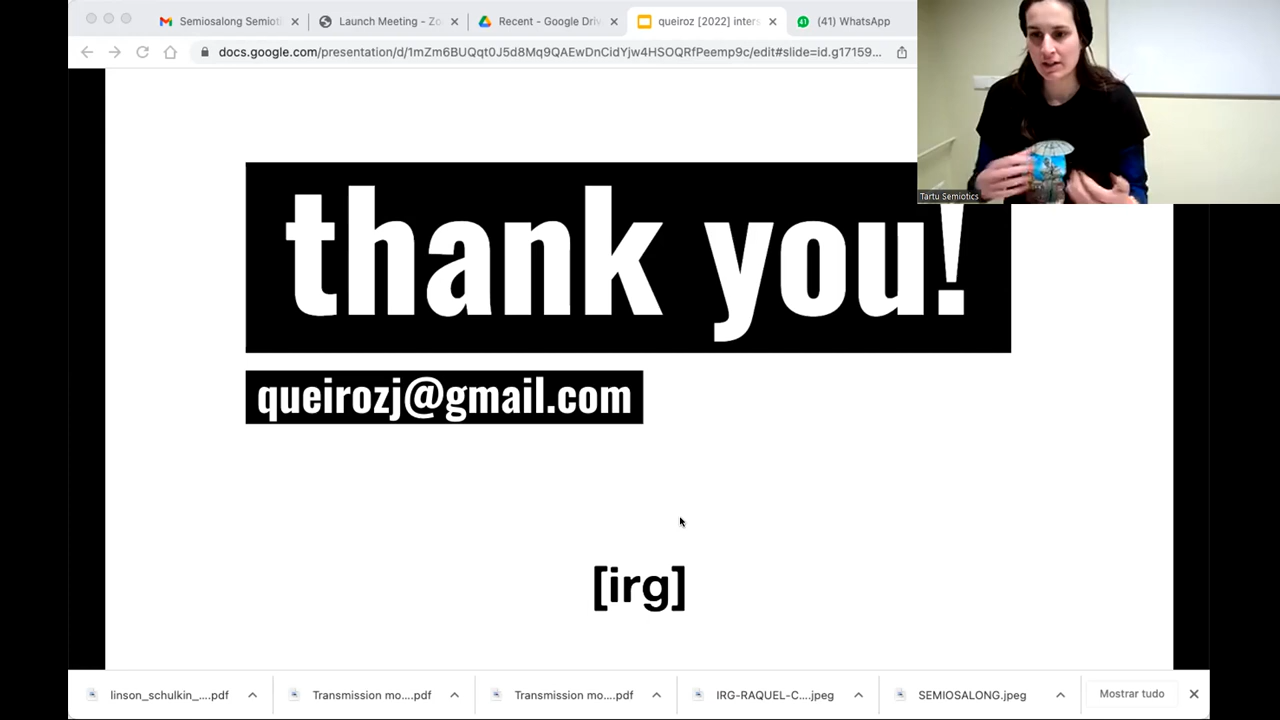 Semiosalong Semioti
Launch Meeting - Zo
Recent - Google Driv
queiroz [2022] inters
(41) WhatsApp
docs.google.com/presentation/d/1mZm6BUQqt0J5d8Mq9QAEwDnCidYjw4HSOQRfPeemp9c/edit#slide=id.g17159...
Tartu Semiotics
thank you!
queirozj@gmail.com
[irg]
linson_schulkin_....pdf
Transmission mo....pdf
Transmission mo....pdf
IRG-RAQUEL-C....jpeg
SEMIOSALONG.jpeg
Mostrar tudo